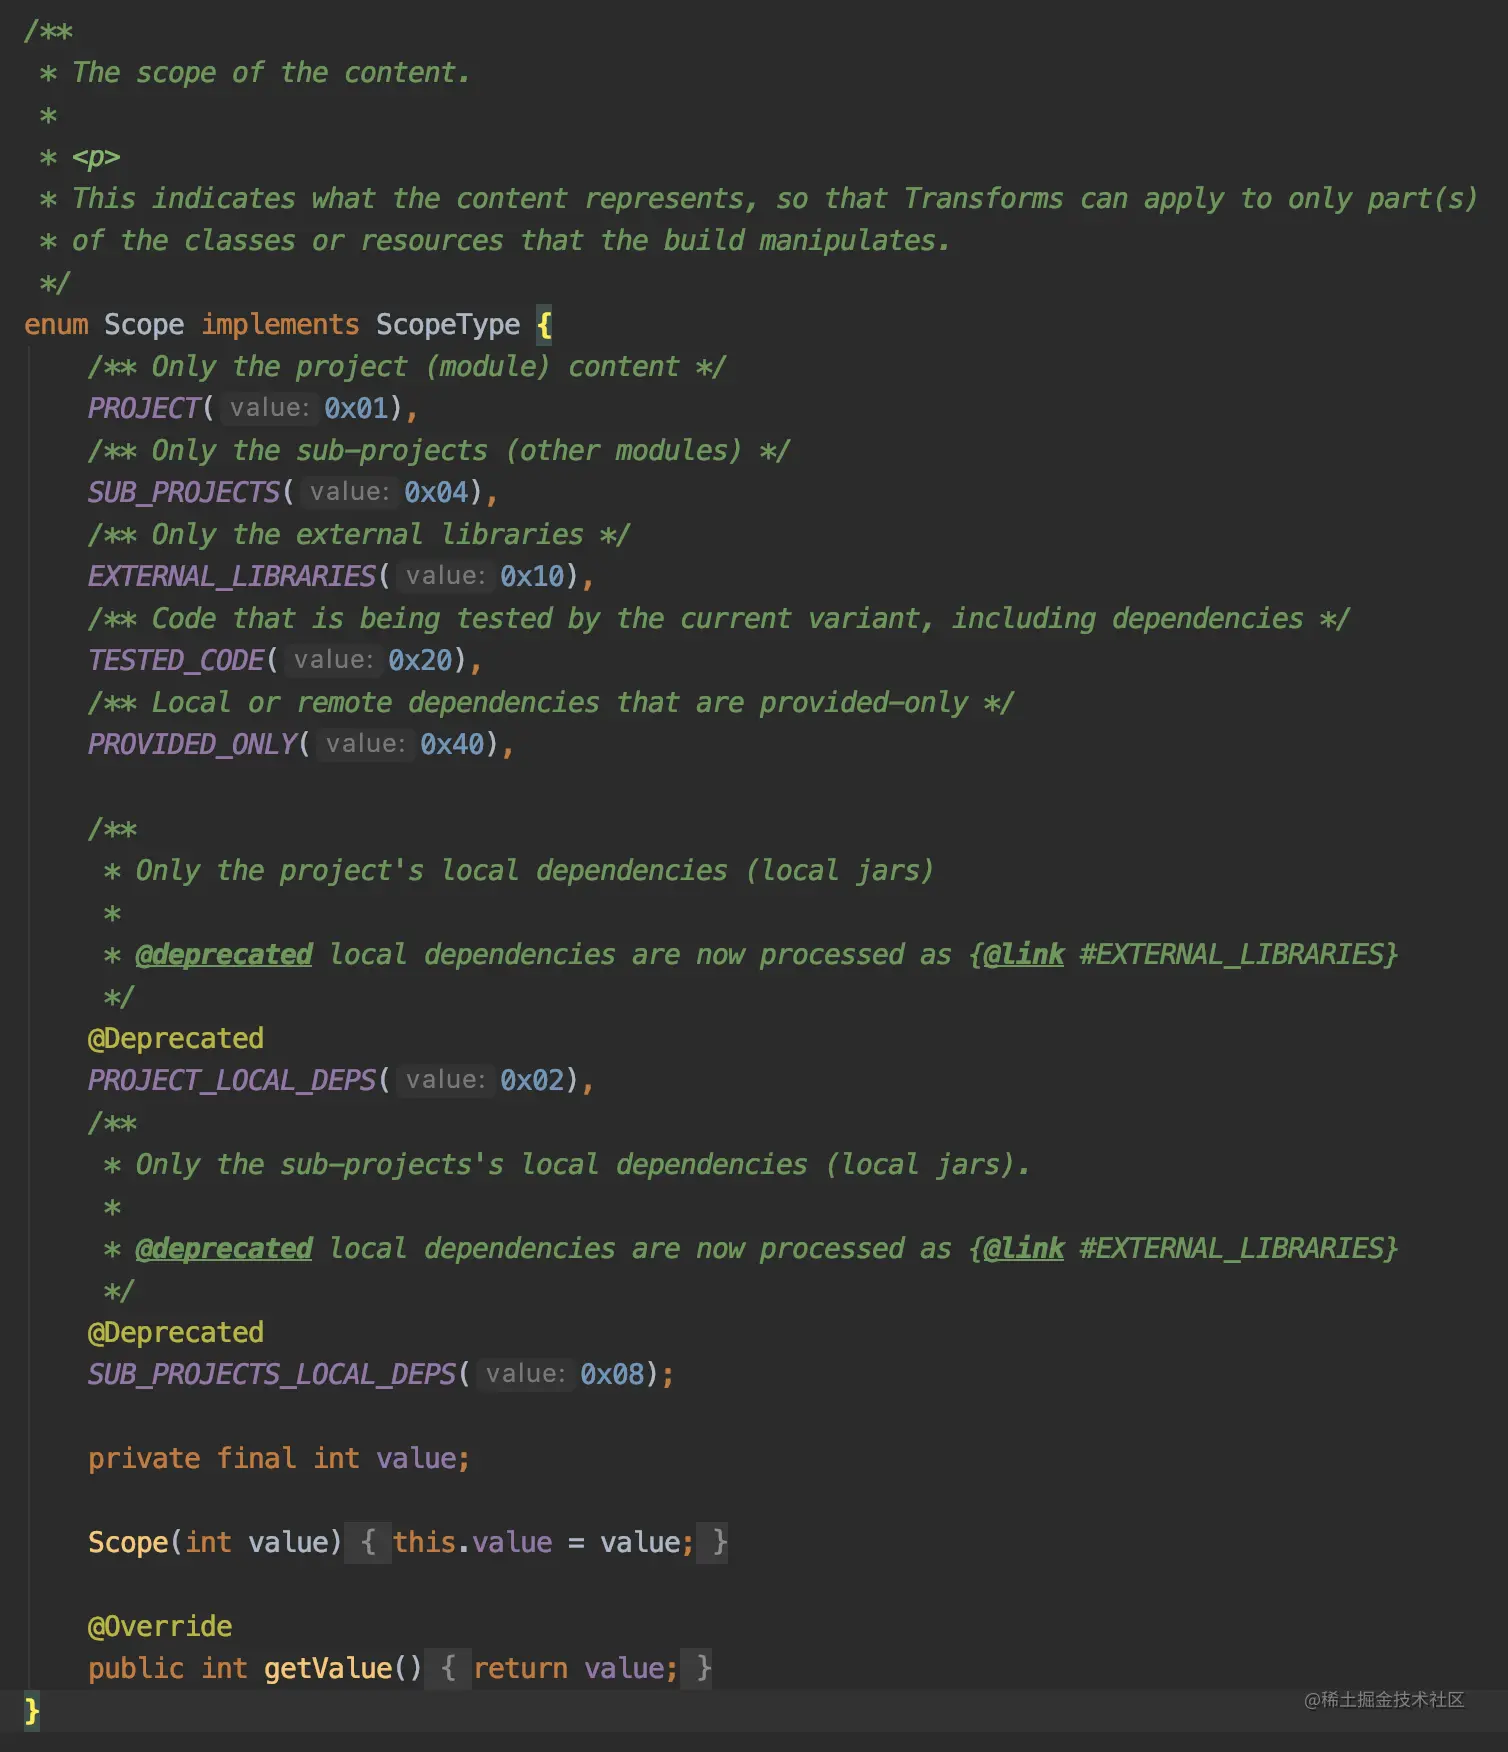 /**
 * The scope of the content.
 *
 * <p>
 * This indicates what the content represents, so that Transforms can apply to only part(s)
 * of the classes or resources that the build manipulates.
 */
enum Scope implements ScopeType {
    /** Only the project (module) content */
    PROJECT( value: 0x01),
    /** Only the sub-projects (other modules) */
    SUB_PROJECTS( value: 0x04),
    /** Only the external libraries */
    EXTERNAL_LIBRARIES( value: 0x10),
    /** Code that is being tested by the current variant, including dependencies */
    TESTED_CODE( value: 0x20),
    /** Local or remote dependencies that are provided-only */
    PROVIDED_ONLY( value: 0x40),

    /**
     * Only the project's local dependencies (local jars)
     *
     * @deprecated local dependencies are now processed as {@link #EXTERNAL_LIBRARIES}
     */
    @Deprecated
    PROJECT_LOCAL_DEPS( value: 0x02),
    /**
     * Only the sub-projects's local dependencies (local jars).
     *
     * @deprecated local dependencies are now processed as {@link #EXTERNAL_LIBRARIES}
     */
    @Deprecated
    SUB_PROJECTS_LOCAL_DEPS( value: 0x08);

    private final int value;

    Scope(int value) { this.value = value; }

    @Override
    public int getValue() { return value; }
}
@稀土掘金技术社区